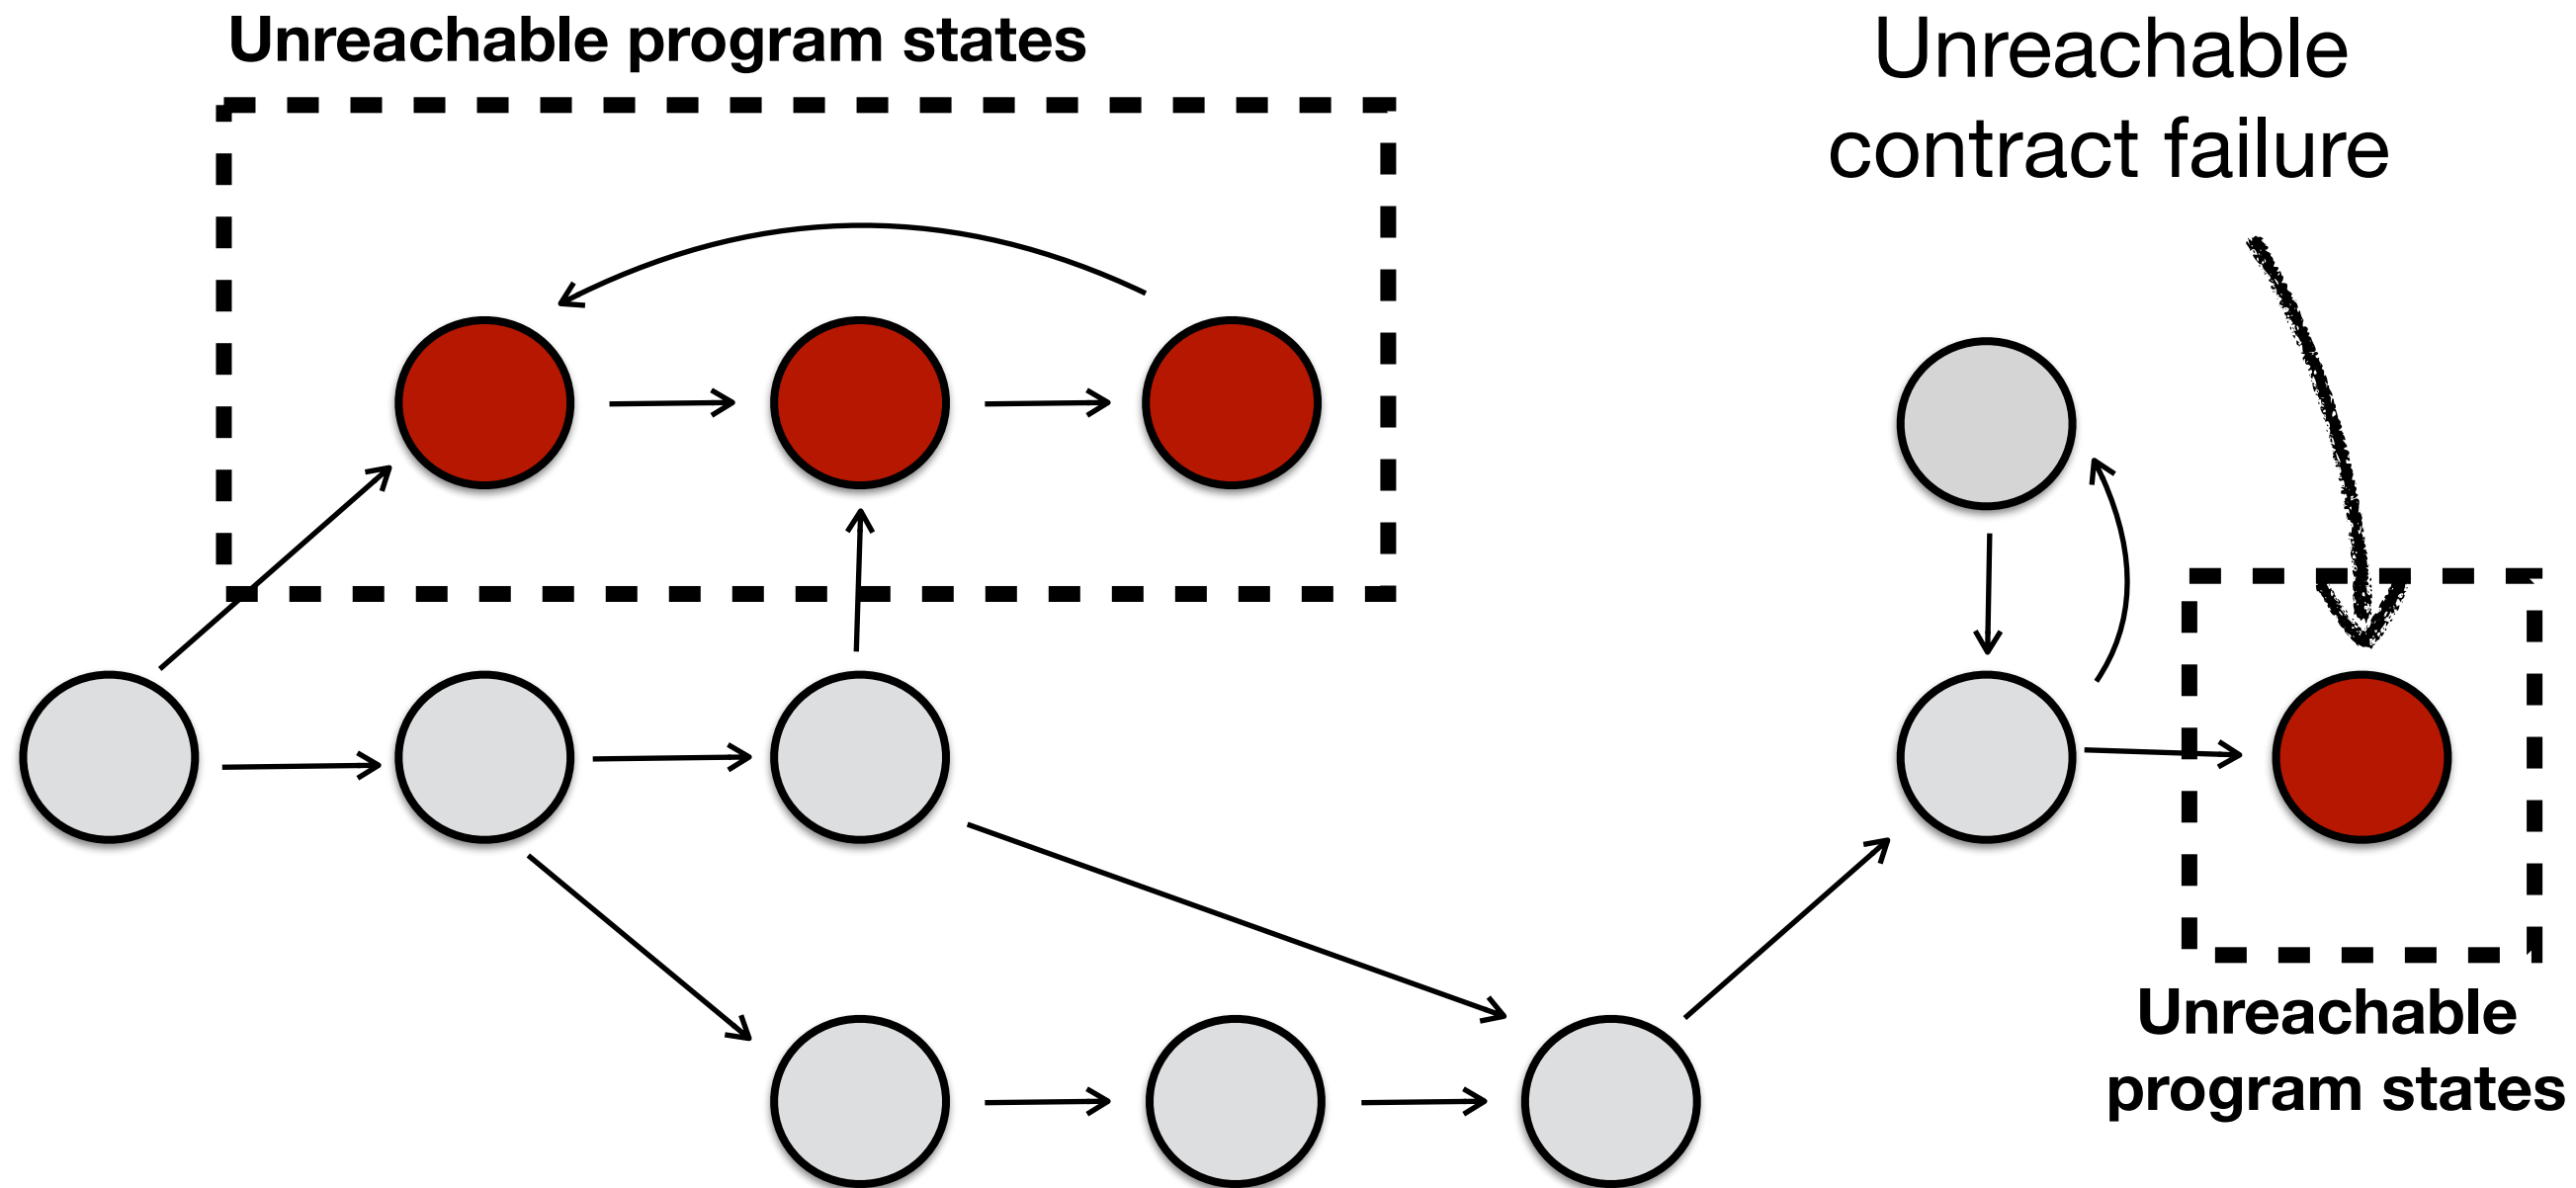 Unreachable program states
Unreachable
contract failure
Unreachable
program states